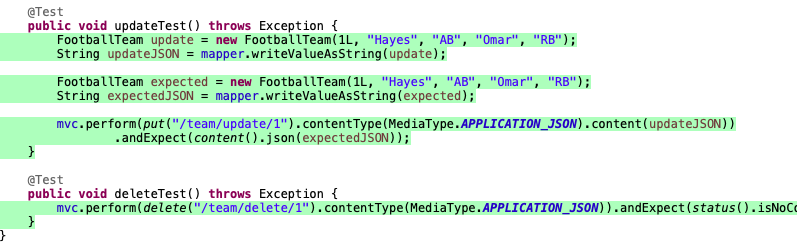 @Test
public void updateTest() throws Exception {
FootballTeam update = new FootballTeam(1L, "Hayes", "AB", "Omar", "RB");
String updateJSON = mapper.writeValueAsString(update);
FootballTeam expected = new FootballTeam(1L, "Hayes", "AB", "Omar", "RB");
String expectedJSON = mapper.writeValueAsString(expected);
mvc.perform(put("/team/update/1").contentType(MediaType.APPLICATION_JSON).content(updateJSON))
.andExpect(content().json(expectedJSON));
}
@Test
public void deleteTest() throws Exception {
mvc.perform(delete("/team/delete/1").contentType(MediaType.APPLICATION_JSON)).andExpect(status().isNoCo
}
}